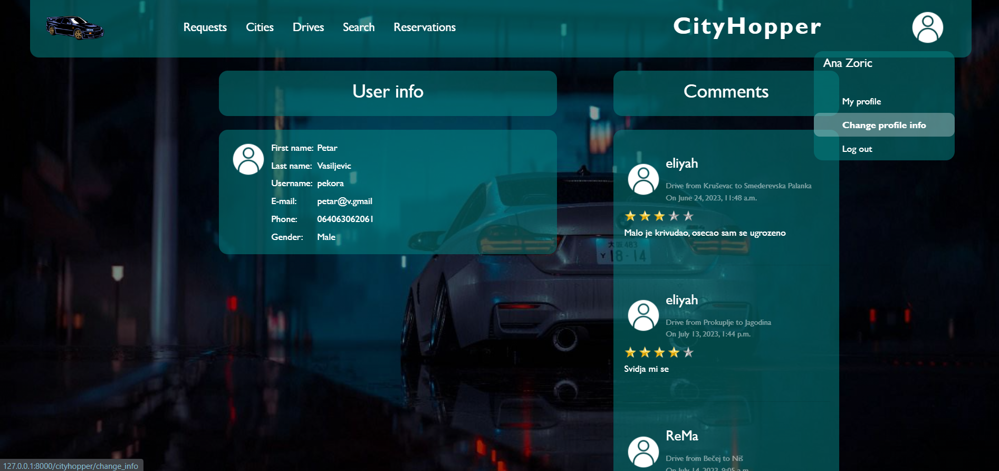 Requests Cities Drives Search Reservations
CityHopper
Ana Zoric
My profile
Change profile info
Log out
User info
First name: Petar
Last name: Vasiljevic
Username: pekora
E-mail: petar@v.gmail
Phone: 064063062061
Gender: Male
Comments
eliyah
Drive from Kruševac to Smederevska Palanka
On June 24, 2023, 11:48 a.m.
Malo je krivudao, osecao sam se ugrozeno
大阪 483
18-14
eliyah
Drive from Prokuplje to Jagodina
On July 13, 2023, 1:44 p.m.
Svidja mi se
ReMa
Drive from Bečej to Niš
On July 14, 2023, 9:05 a.m.
127.0.0.1:8000/cityhopper/change_info